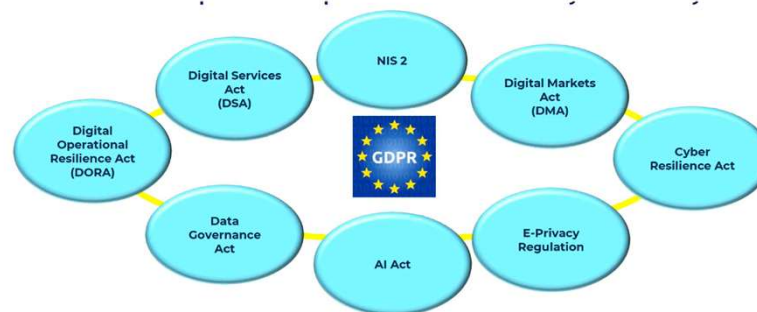 NIS 2
Digital Services
Act
(DSA)
Digital Markets
Act
(DMA)
Digital
Operational
Resilience Act
(DORA)
GDPR
Cyber
Resilience Act
Data
Governance
Act
E-Privacy
Regulation
AI Act